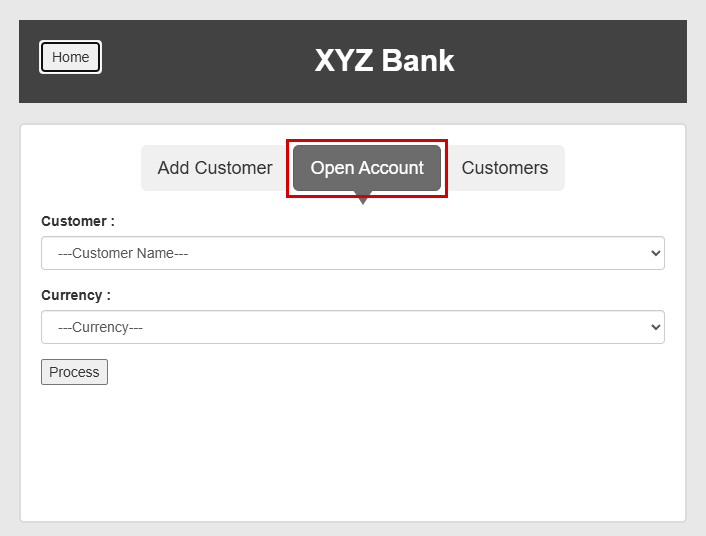 Home
XYZ Bank
Add Customer
Open Account
Customers
Customer :
---Customer Name---
Currency :
---Currency---
Process